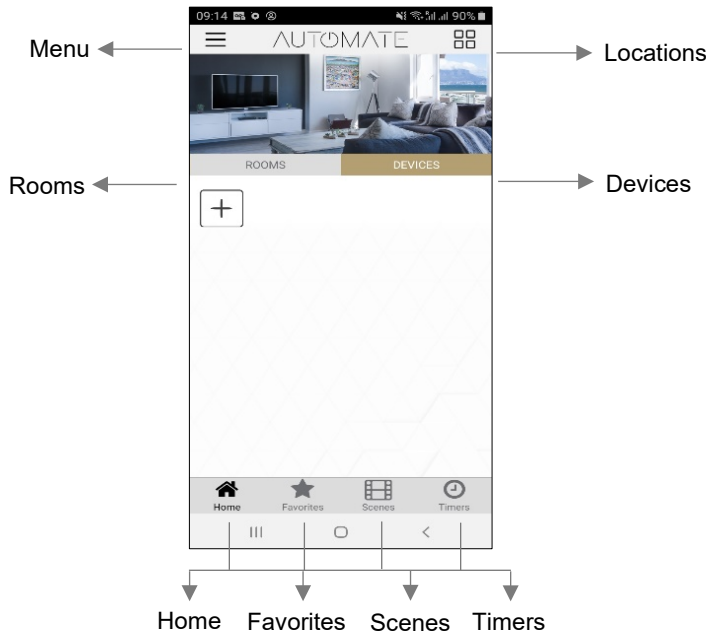 09:14 90%
AUTOMATE
Menu Locations
ROOMS DEVICES
Rooms Devices
Home Favorites Scenes Timers
Home Favorites Scenes Timers